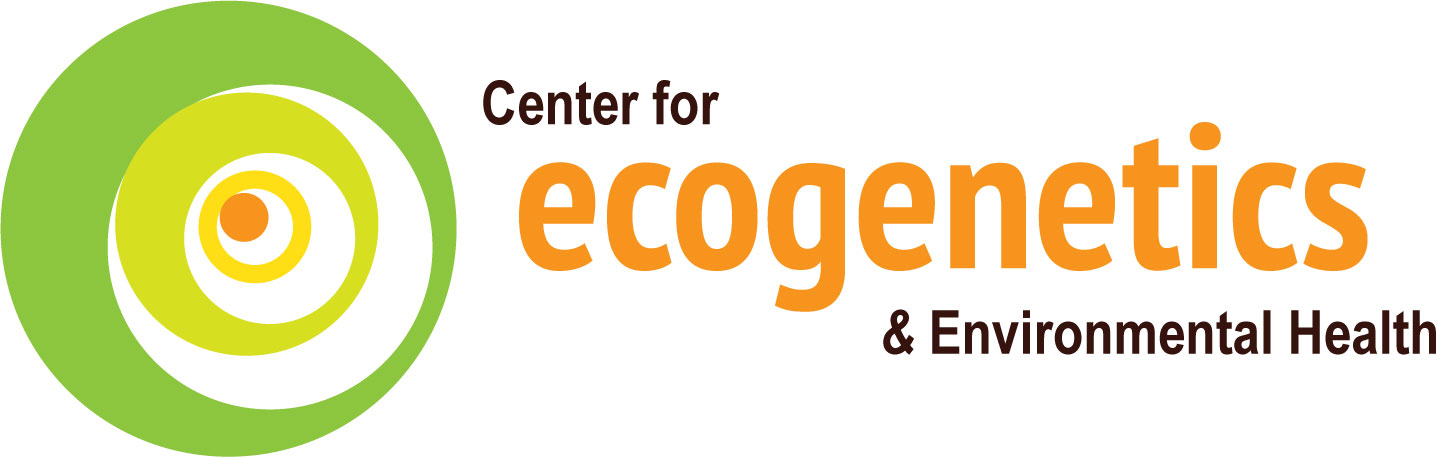 Center for
ecogenetics
& Environmental Health